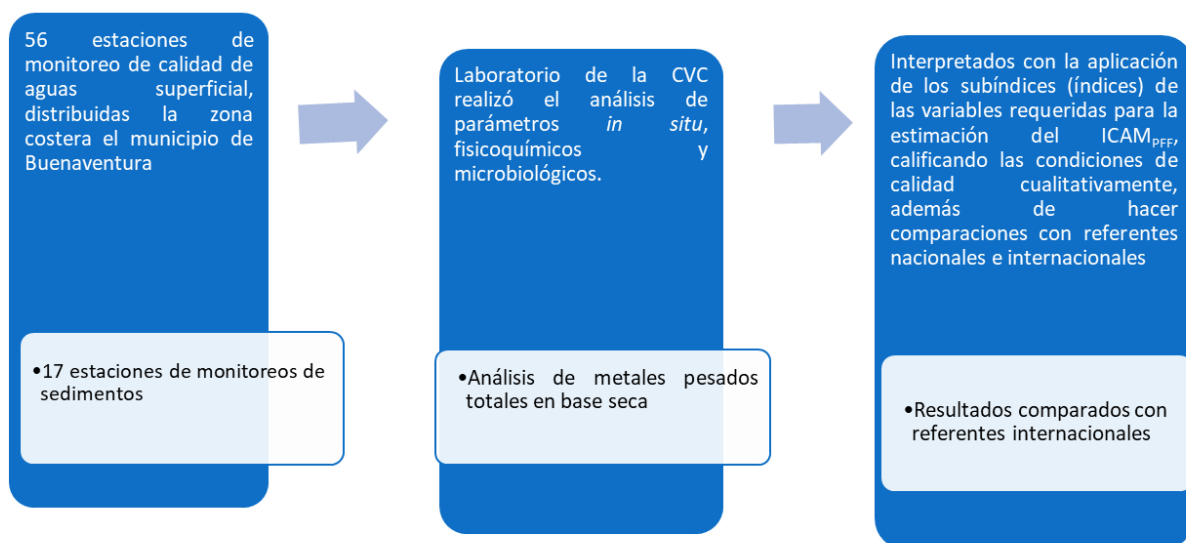 56 estaciones de
monitoreo de calidad de
aguas superficial,
distribuidas la zona
costera el municipio de
Buenaventura
•17 estaciones de monitoreos de
sedimentos
Laboratorio de la CVC
realizó el análisis de
parámetros in situ,
fisicoquímicos y
microbiológicos.
•Análisis de metales pesados
totales en base seca
Interpretados con la aplicación
de los subíndices (índices) de
las variables requeridas para la
estimación del ICAMPFF,
calificando las condiciones de
calidad cualitativamente,
además de hacer
comparaciones con referentes
nacionales e internacionales
•Resultados comparados con
referentes internacionales